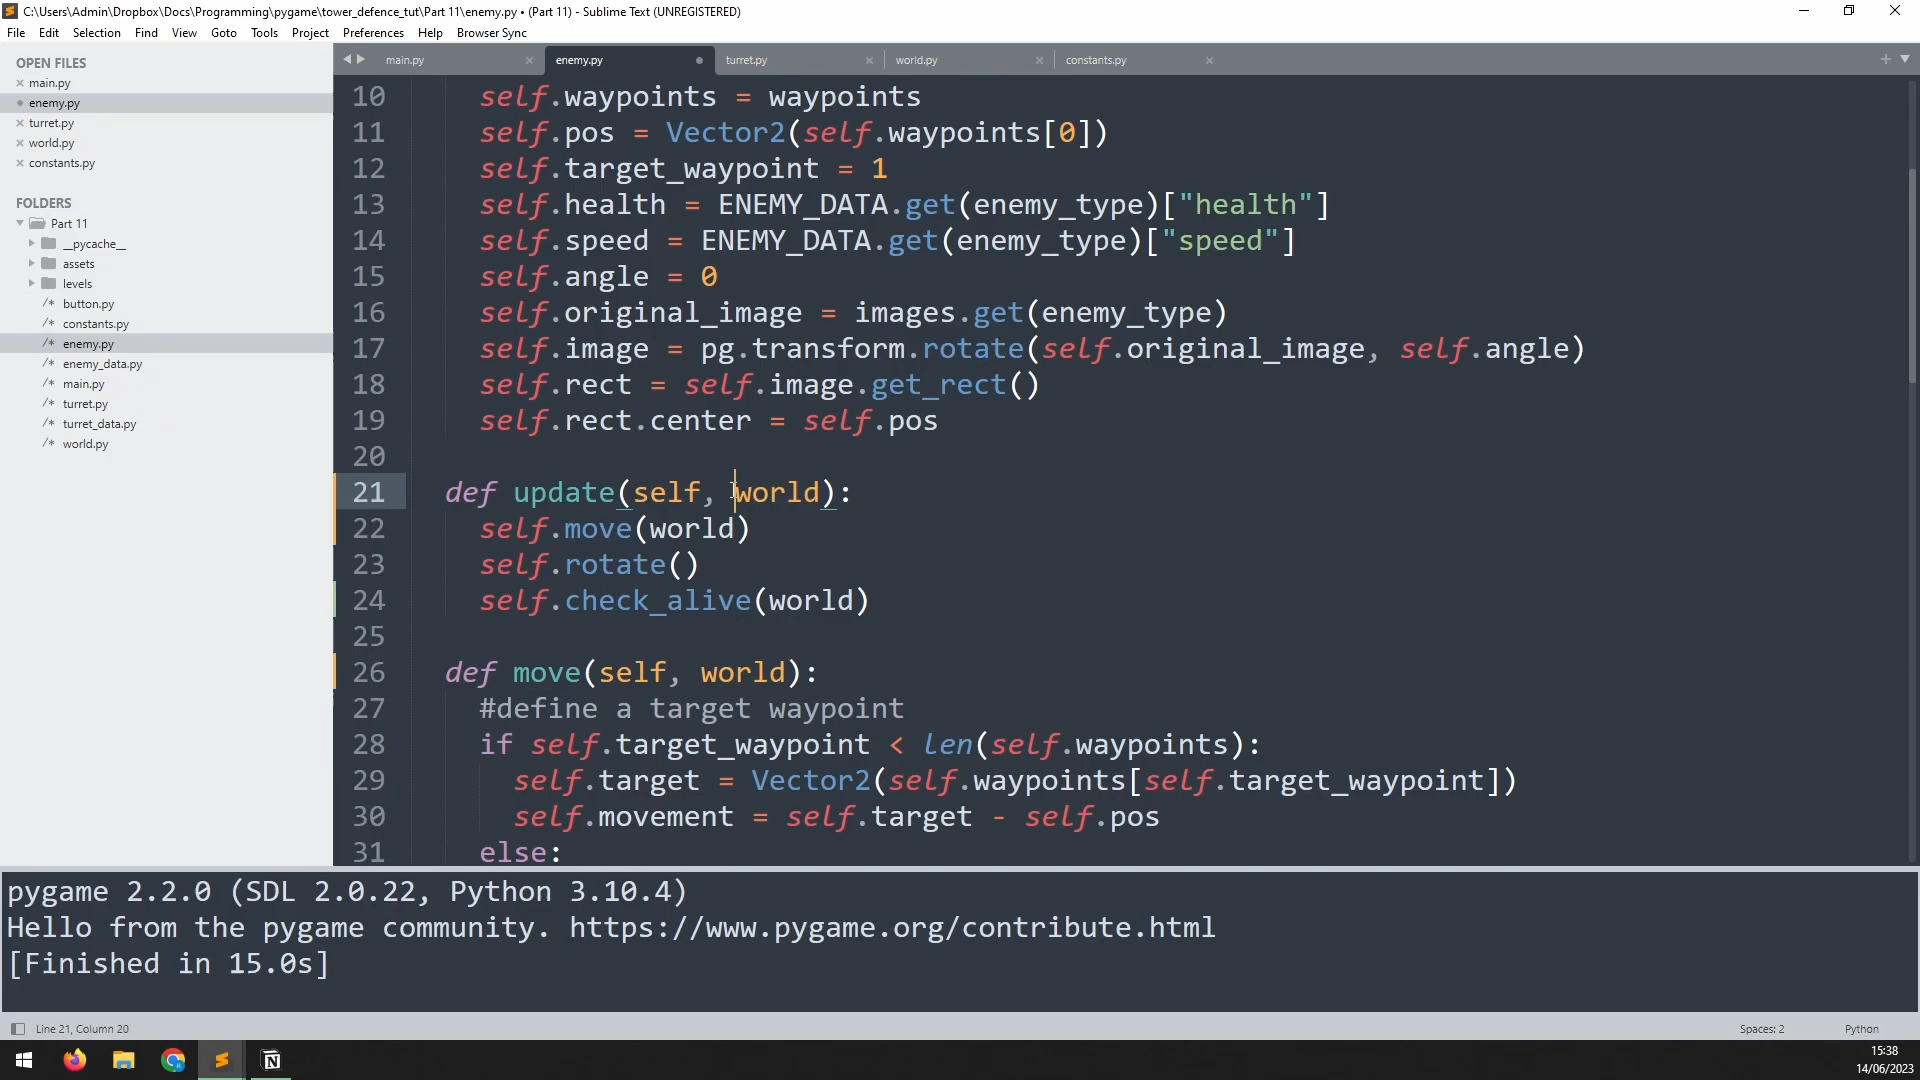 C:\Users\Admin\Dropbox\Docs\Programming\pygame\tower_defence_tut\Part 11\enemy.py • (Part 11) - Sublime Text (UNREGISTERED)
File Edit Selection Find View Goto Tools Project Preferences Help Browser Sync
OPEN FILES
main.py
enemy.py
turret.py
world.py
constants.py
FOLDERS
Part 11
__pycache__
assets
levels
button.py
constants.py
enemy.py
enemy_data.py
main.py
turret.py
turret_data.py
world.py
main.py enemy.py turret.py world.py constants.py
10 self.waypoints = waypoints
11 self.pos = Vector2(self.waypoints[0])
12 self.target_waypoint = 1
13 self.health = ENEMY_DATA.get(enemy_type)["health"]
14 self.speed = ENEMY_DATA.get(enemy_type)["speed"]
15 self.angle = 0
16 self.original_image = images.get(enemy_type)
17 self.image = pg.transform.rotate(self.original_image, self.angle)
18 self.rect = self.image.get_rect()
19 self.rect.center = self.pos
20
21 def update(self, world):
22 self.move(world)
23 self.rotate()
24 self.check_alive(world)
25
26 def move(self, world):
27 #define a target waypoint
28 if self.target_waypoint < len(self.waypoints):
29 self.target = Vector2(self.waypoints[self.target_waypoint])
30 self.movement = self.target - self.pos
31 else:
pygame 2.2.0 (SDL 2.0.22, Python 3.10.4)
Hello from the pygame community. https://www.pygame.org/contribute.html
[Finished in 15.0s]
Line 21, Column 20 Spaces: 2 Python
15:38
14/06/2023